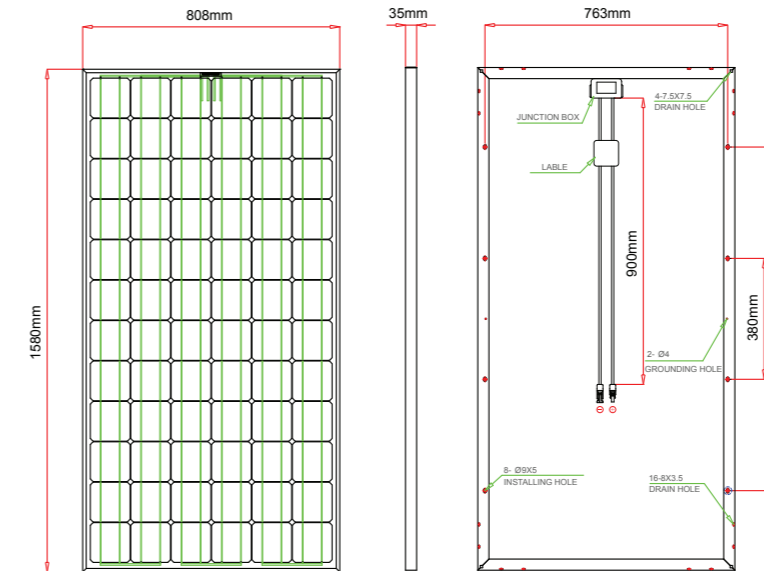 808mm
35mm
763mm
4-7.5X7.5
DRAIN HOLE
JUNCTION BOX
LABLE
900mm
1580mm
380mm
2- Ø4
GROUNDING HOLE
8- Ø9X5
INSTALLING HOLE
16-8X3.5
DRAIN HOLE